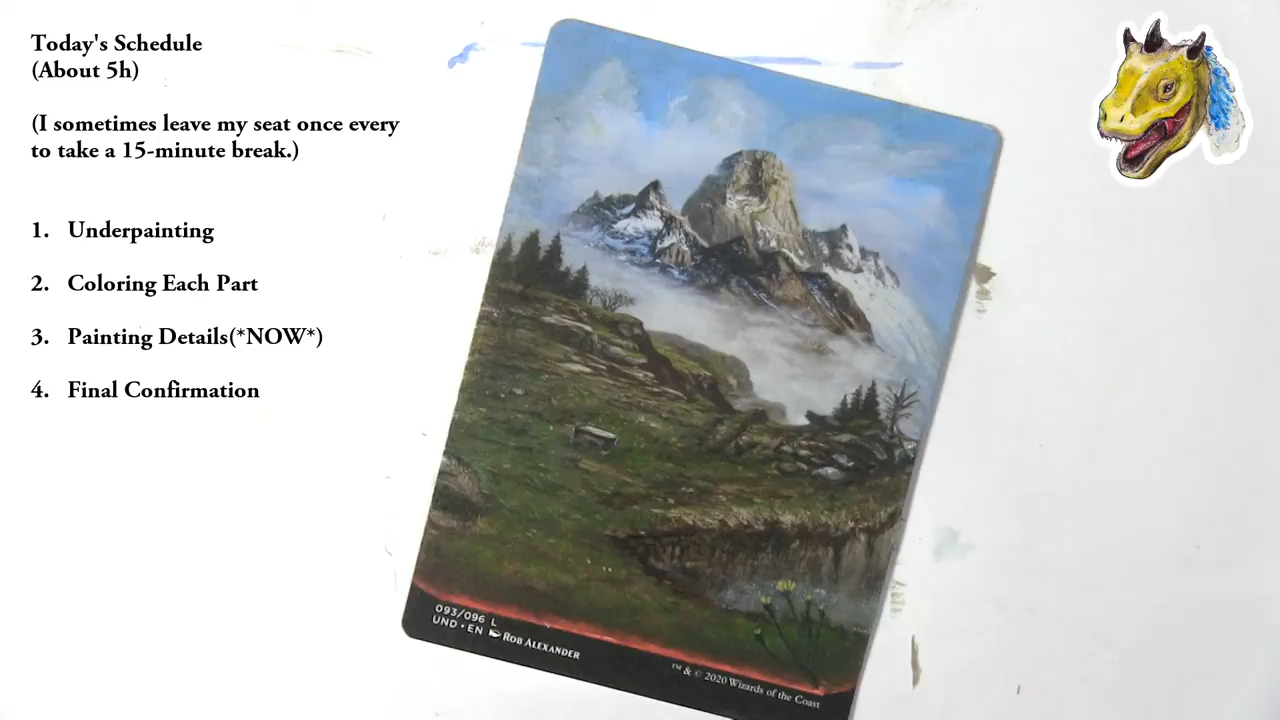 Today's Schedule
(About 5h)
(I sometimes leave my seat once every
to take a 15-minute break.)
1. Underpainting
2. Coloring Each Part
3. Painting Details(*NOW*)
4. Final Confirmation
093/096 L
UND • EN ROB ALEXANDER
™ & © 2020 Wizards of the Coast